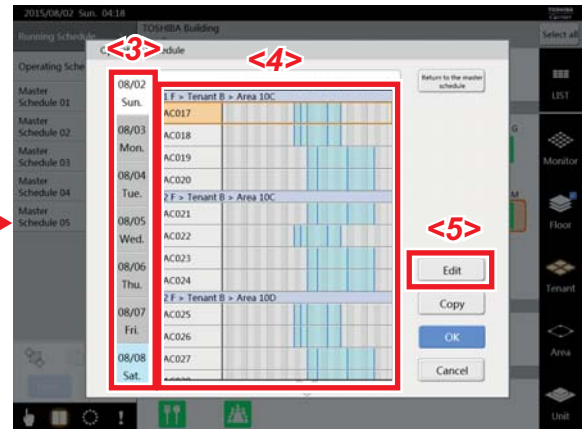 2015/08/02 Sun. 04:18
TOSHIBA Carrier
Running Schedule
TOSHIBA Building
Select all
<3>
<4>
Operating Sche
Return to the master schedule
08/02
Sun.
1 F > Tenant B > Area 10C
LIST
Master
Schedule 01
AC017
Master
Schedule 02
08/03
Mon.
AC018
G
Master
Schedule 03
AC019
Monitor
08/04
Tue.
AC020
Master
Schedule 04
2 F > Tenant B > Area 10C
M
Master
Schedule 05
08/05
Wed.
AC021
<5>
Floor
AC022
08/06
Thu.
AC023
Edit
AC024
Tenant
2 F > Tenant B > Area 10D
08/07
Fri.
AC025
Copy
AC026
OK
08/08
Sat.
AC027
Area
Cancel
Unit